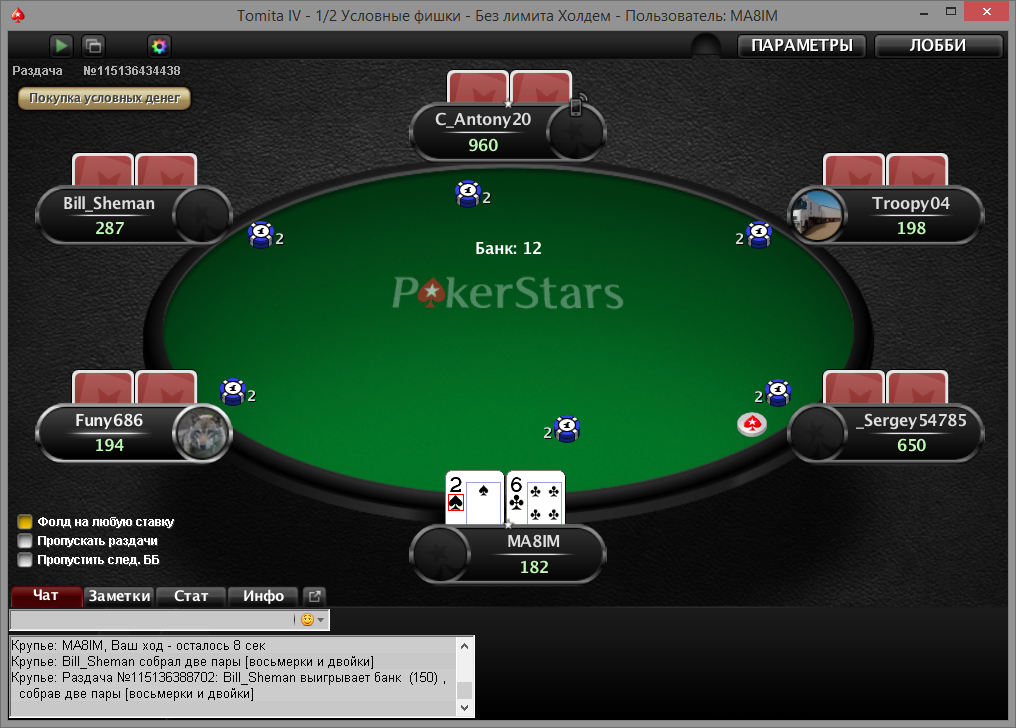 Tomita IV - 1/2 Условные фишки - Без лимита Холдем - Пользователь: MA8IM
ПАРАМЕТРЫ
ЛОББИ
Раздача №115136434438
Покупка условных денег
C_Antony20
960
Bill_Sheman
287
Troopy04
198
2
2
2
Банк: 12
PokerStars
Funy686
194
_Sergey54785
650
2
2
2
2
6
MA8IM
182
Фолд на любую ставку
Пропускать раздачи
Пропустить след. ББ
Чат
Заметки
Стат
Инфо
Крупье: MA8IM, Ваш ход - осталось 8 сек
Крупье: Bill_Sheman собрал две пары [восьмерки и двойки]
Крупье: Раздача №115136388702: Bill_Sheman выигрывает банк (150) ,
собрав две пары [восьмерки и двойки]